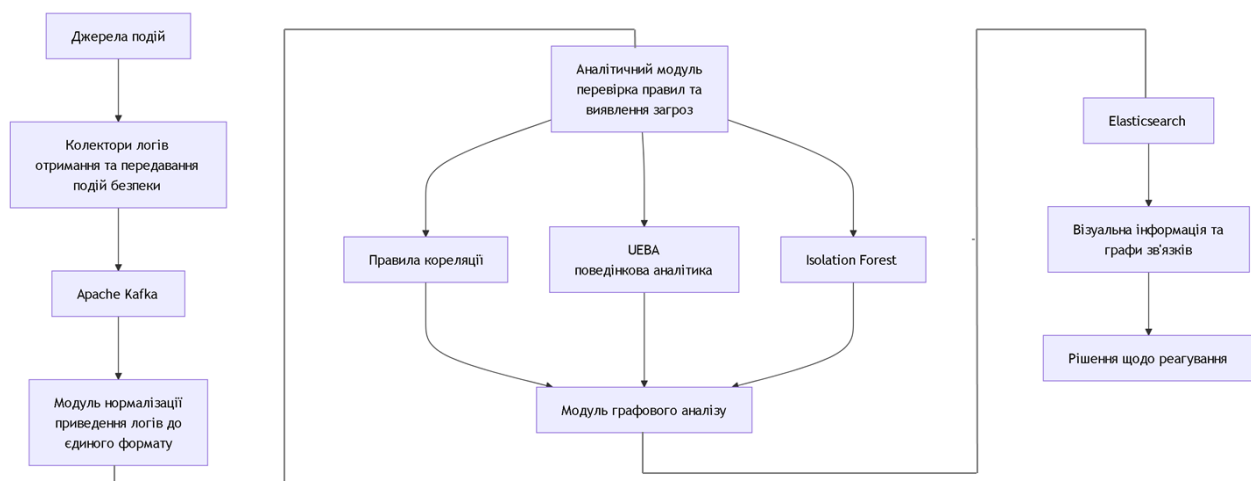 Джерела подій
Колектори логів
отримання та передавання
подій безпеки
Apache Kafka
Модуль нормалізації
приведення логів до
єдиного формату
Аналітичний модуль
перевірка правил та
виявлення загроз
Правила кореляції
UEBA
поведінкова аналітика
Isolation Forest
Модуль графового аналізу
Elasticsearch
Візуальна інформація та
графи зв'язків
Рішення щодо реагування